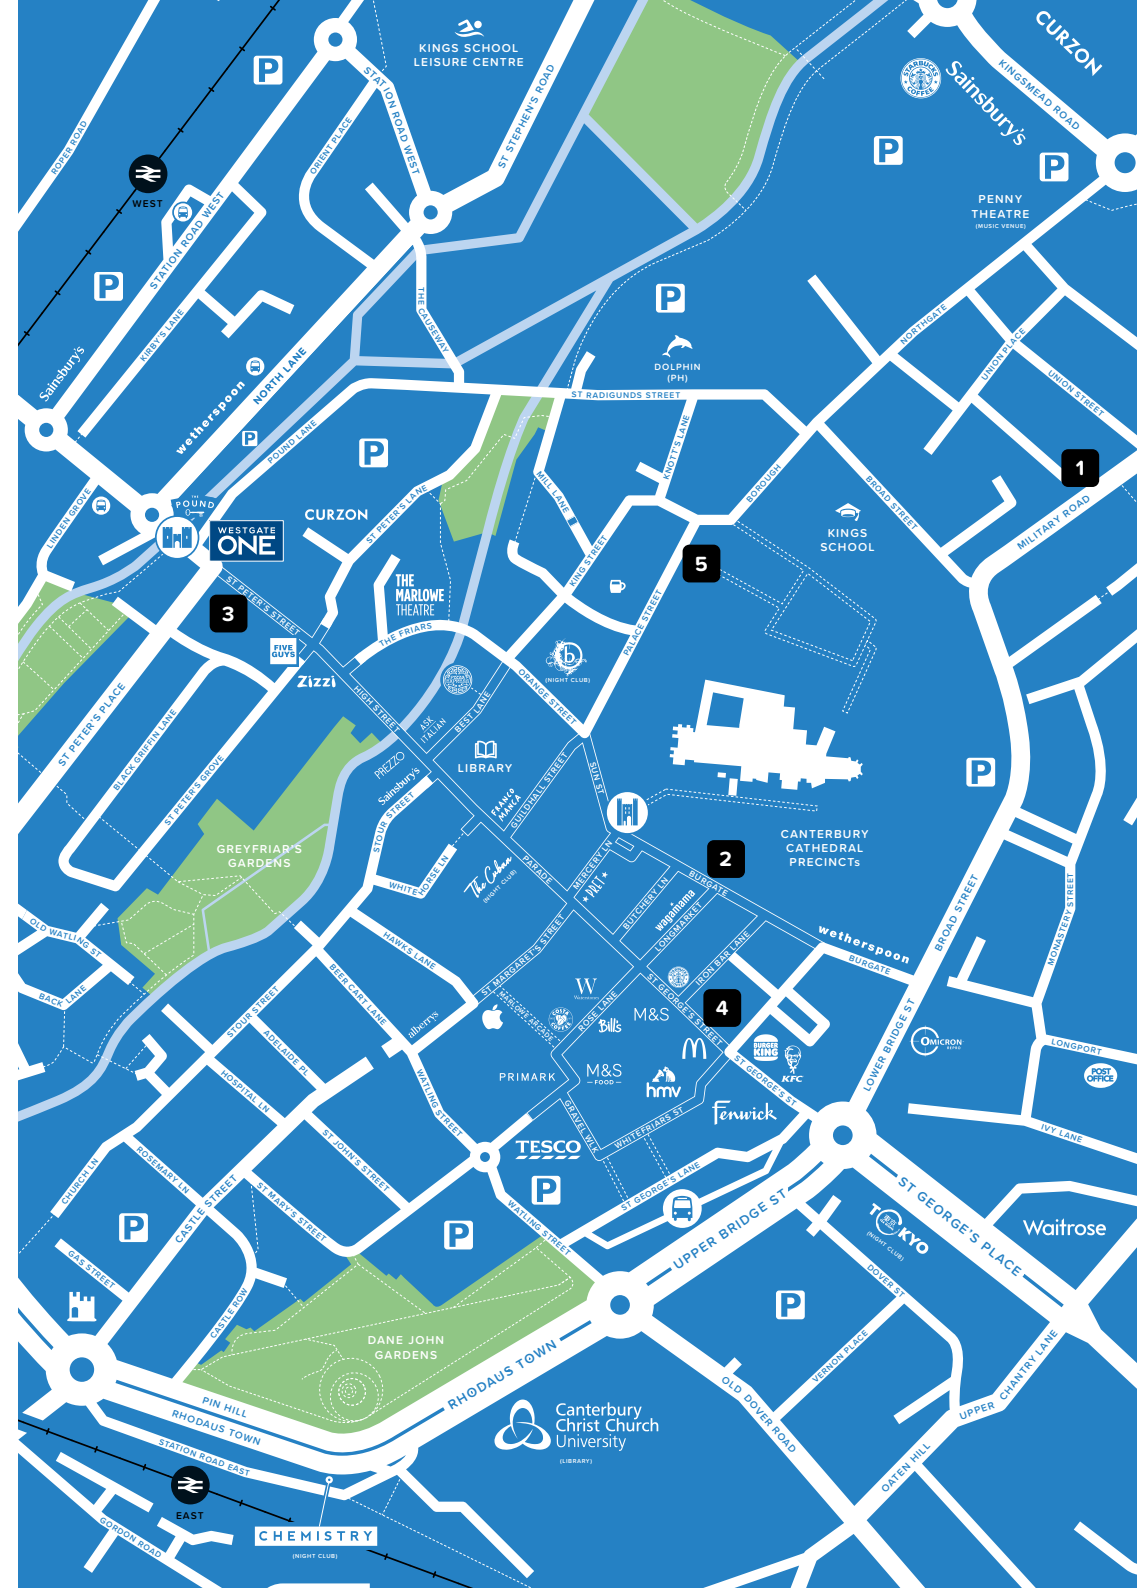 KINGS SCHOOL
LEISURE CENTRE
CURZON
STARBUCKS
COFFEE
Sainsbury's
KINGSMEAD ROAD
P
STATION ROAD WEST
ST STEPHEN'S ROAD
ROPER ROAD
ORIENT PLACE
P
P
WEST
PENNY
THEATRE
(MUSIC VENUE)
STATION ROAD WEST
P
KIRBY'S LANE
THE CAUSEWAY
P
NORTHGATE
DOLPHIN
(PH)
UNION PLACE
UNION STREET
Sainsbury's
NORTH LANE
wetherspoon
ST RADIGUNDS STREET
POUND LANE
P
P
KNOTT'S LANE
BOROUGH
1
MILL LANE
BROAD STREET
MILITARY ROAD
LINDEN GROVE
THE
POUND
CURZON
ST PETER'S LANE
KINGS
SCHOOL
WESTGATE
ONE
KING STREET
5
THE
MARLOWE
THEATRE
3
ST PETER'S STREET
THE FRIARS
PALACE STREET
FIVE
GUYS
Zizzi
b
(NIGHT CLUB)
ORANGE STREET
HIGH STREET
ASK
ITALIAN
BEST LANE
ST PETER'S PLACE
BLACK GRIFFIN LANE
ST PETER'S GROVE
PREZZO
Sainsbury's
LIBRARY
SUN ST
P
FRANCO
MANCA
GUILDHALL STREET
STOUR STREET
CANTERBURY
CATHEDRAL
PRECINCTs
GREYFRIAR'S
GARDENS
WHITE HORSE LN
The Cuban
(NIGHT CLUB)
PARADE
MERCERY LN
PRET
2
BURGATE
BUTCHERY LN
wagamama
LONGMARKET
wetherspoon
BURGATE
BROAD STREET
MONASTERY STREET
OLD WATLING ST
BACK LANE
HAWKS LANE
BEER CART LANE
ST MARGARET'S STREET
IRON BAR LANE
W
Waterstones
MARLOWE ARCADE
COSTA
COFFEE
ROSE LANE
Bill's
M&S
ST GEORGE'S STREET
4
STOUR STREET
ADELAIDE PL
alberrys
BURGER
KING
KFC
LOWER BRIDGE ST
OMICRON
REPRO
LONGPORT
POST
OFFICE
HOSPITAL LN
PRIMARK
M&S
FOOD
hmv
ST GEORGE'S ST
WATLING STREET
GRAVEL WLK
WHITEFRIARS ST
Fenwick
IVY LANE
ROSEMARY LN
CHURCH LN
ST JOHN'S STREET
TESCO
P
ST GEORGE'S LANE
CASTLE STREET
ST MARY'S STREET
WATLING STREET
UPPER BRIDGE ST
ST GEORGE'S PLACE
TOKYO
(NIGHT CLUB)
Waitrose
P
P
GAS STREET
DOVER ST
P
CASTLE ROW
DANE JOHN
GARDENS
VERNON PLACE
UPPER CHANTRY LANE
RHODAUS TOWN
PIN HILL
RHODAUS TOWN
OLD DOVER ROAD
Canterbury
Christ Church
University
(LIBRARY)
STATION ROAD EAST
OATEN HILL
EAST
GORDON ROAD
CHEMISTRY
(NIGHT CLUB)